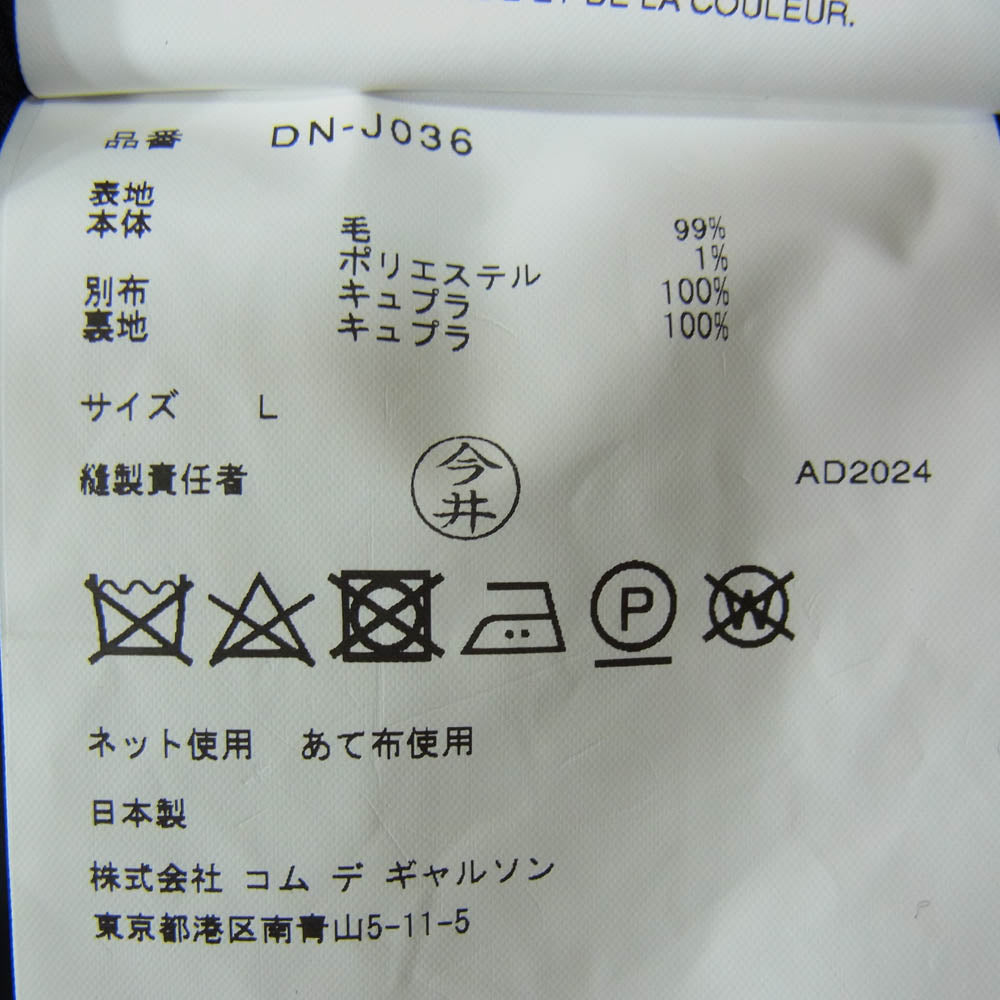 ET DE LA COULEUR.
品番 DN-J036
表地
本体 毛 99%
ポリエステル 1%
別布 キュプラ 100%
裏地 キュプラ 100%
サイズ L
縫製責任者 今井 AD2024
P W
ネット使用 あて布使用
日本製
株式会社 コム デ ギャルソン
東京都港区南青山5-11-5